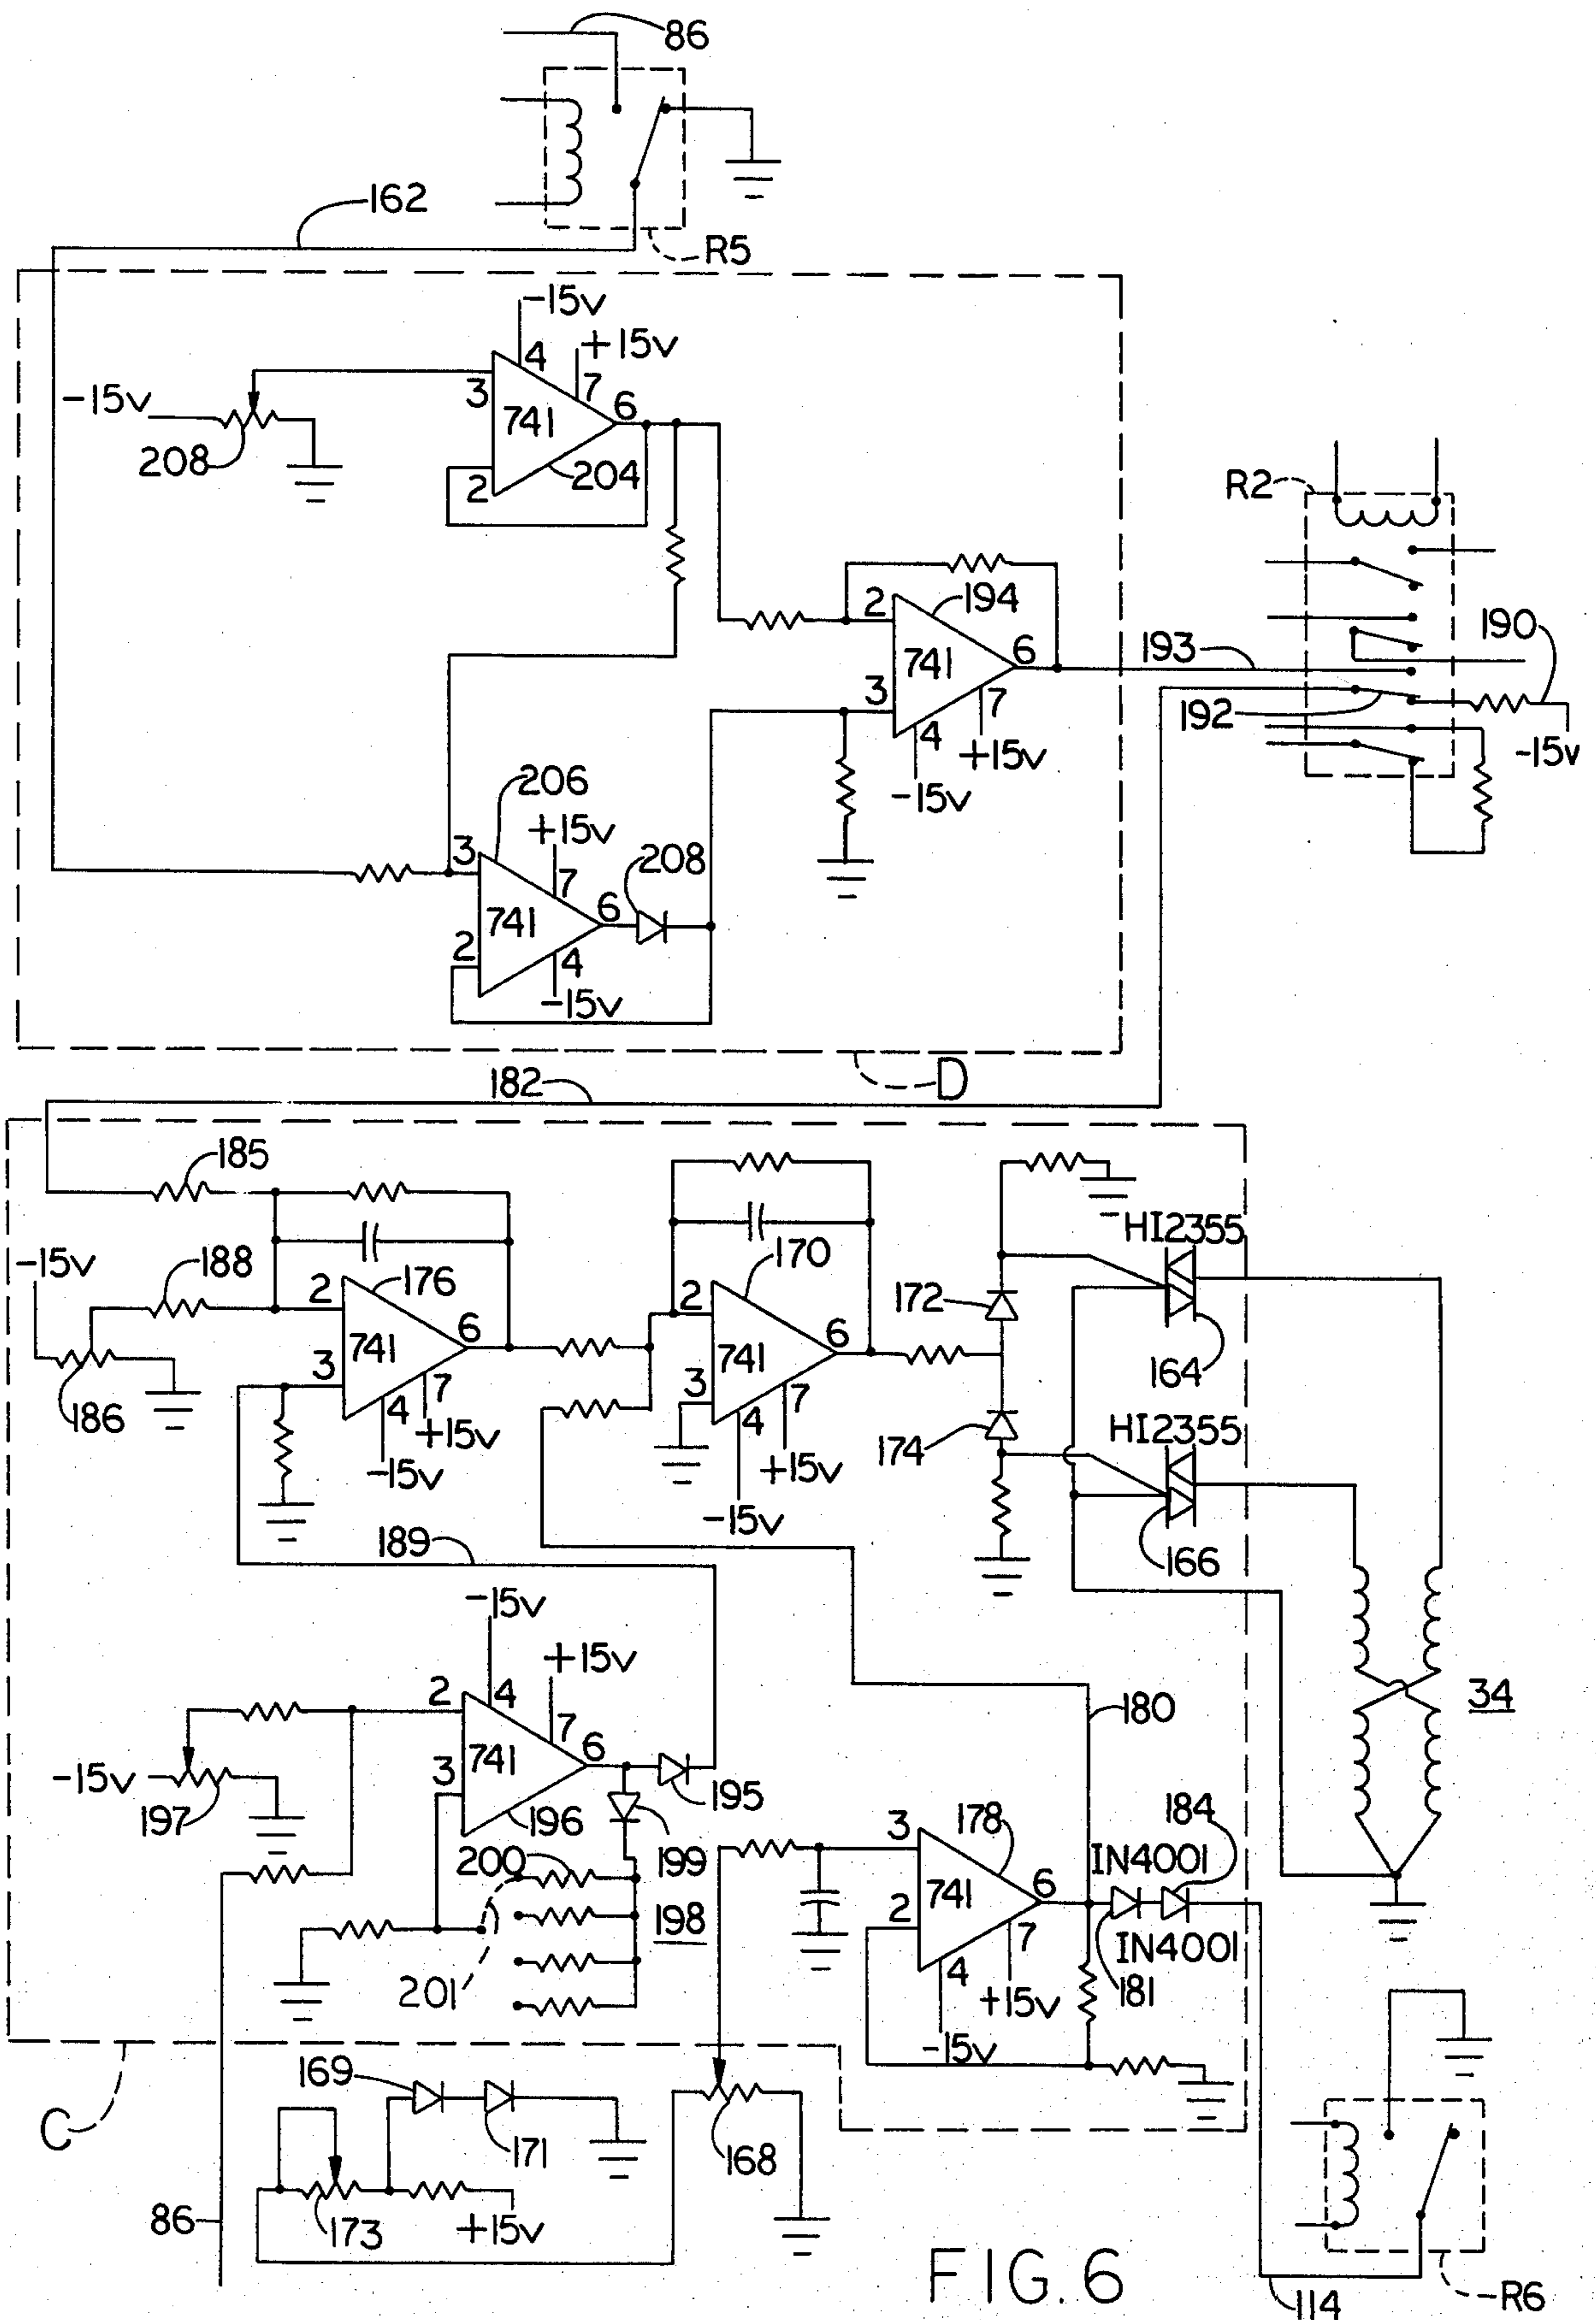 86
162
R5
-15v
+15v
4
7
3
-15v
741
6
208
2
204
R2
2
194
190
741
6
193
3
7
192
4
+15v
-15v
-15v
206
+15v
208
3
7
741
6
2
4
-15v
182
D
185
HI2355
-15v
188
176
170
2
2
172
6
6
741
741
164
3
3
HI2355
186
4
7
4
7
174
+15v
-15v
+15v
-15v
189
166
-15v
+15v
2
4
34
7
180
741
6
-15v
3
195
197
196
184
3
178
200
199
IN4001
741
6
198
2
7
IN4001
201
4
+15v
181
-15v
169
C
171
168
86
173
+15v
FIG. 6
114
R6